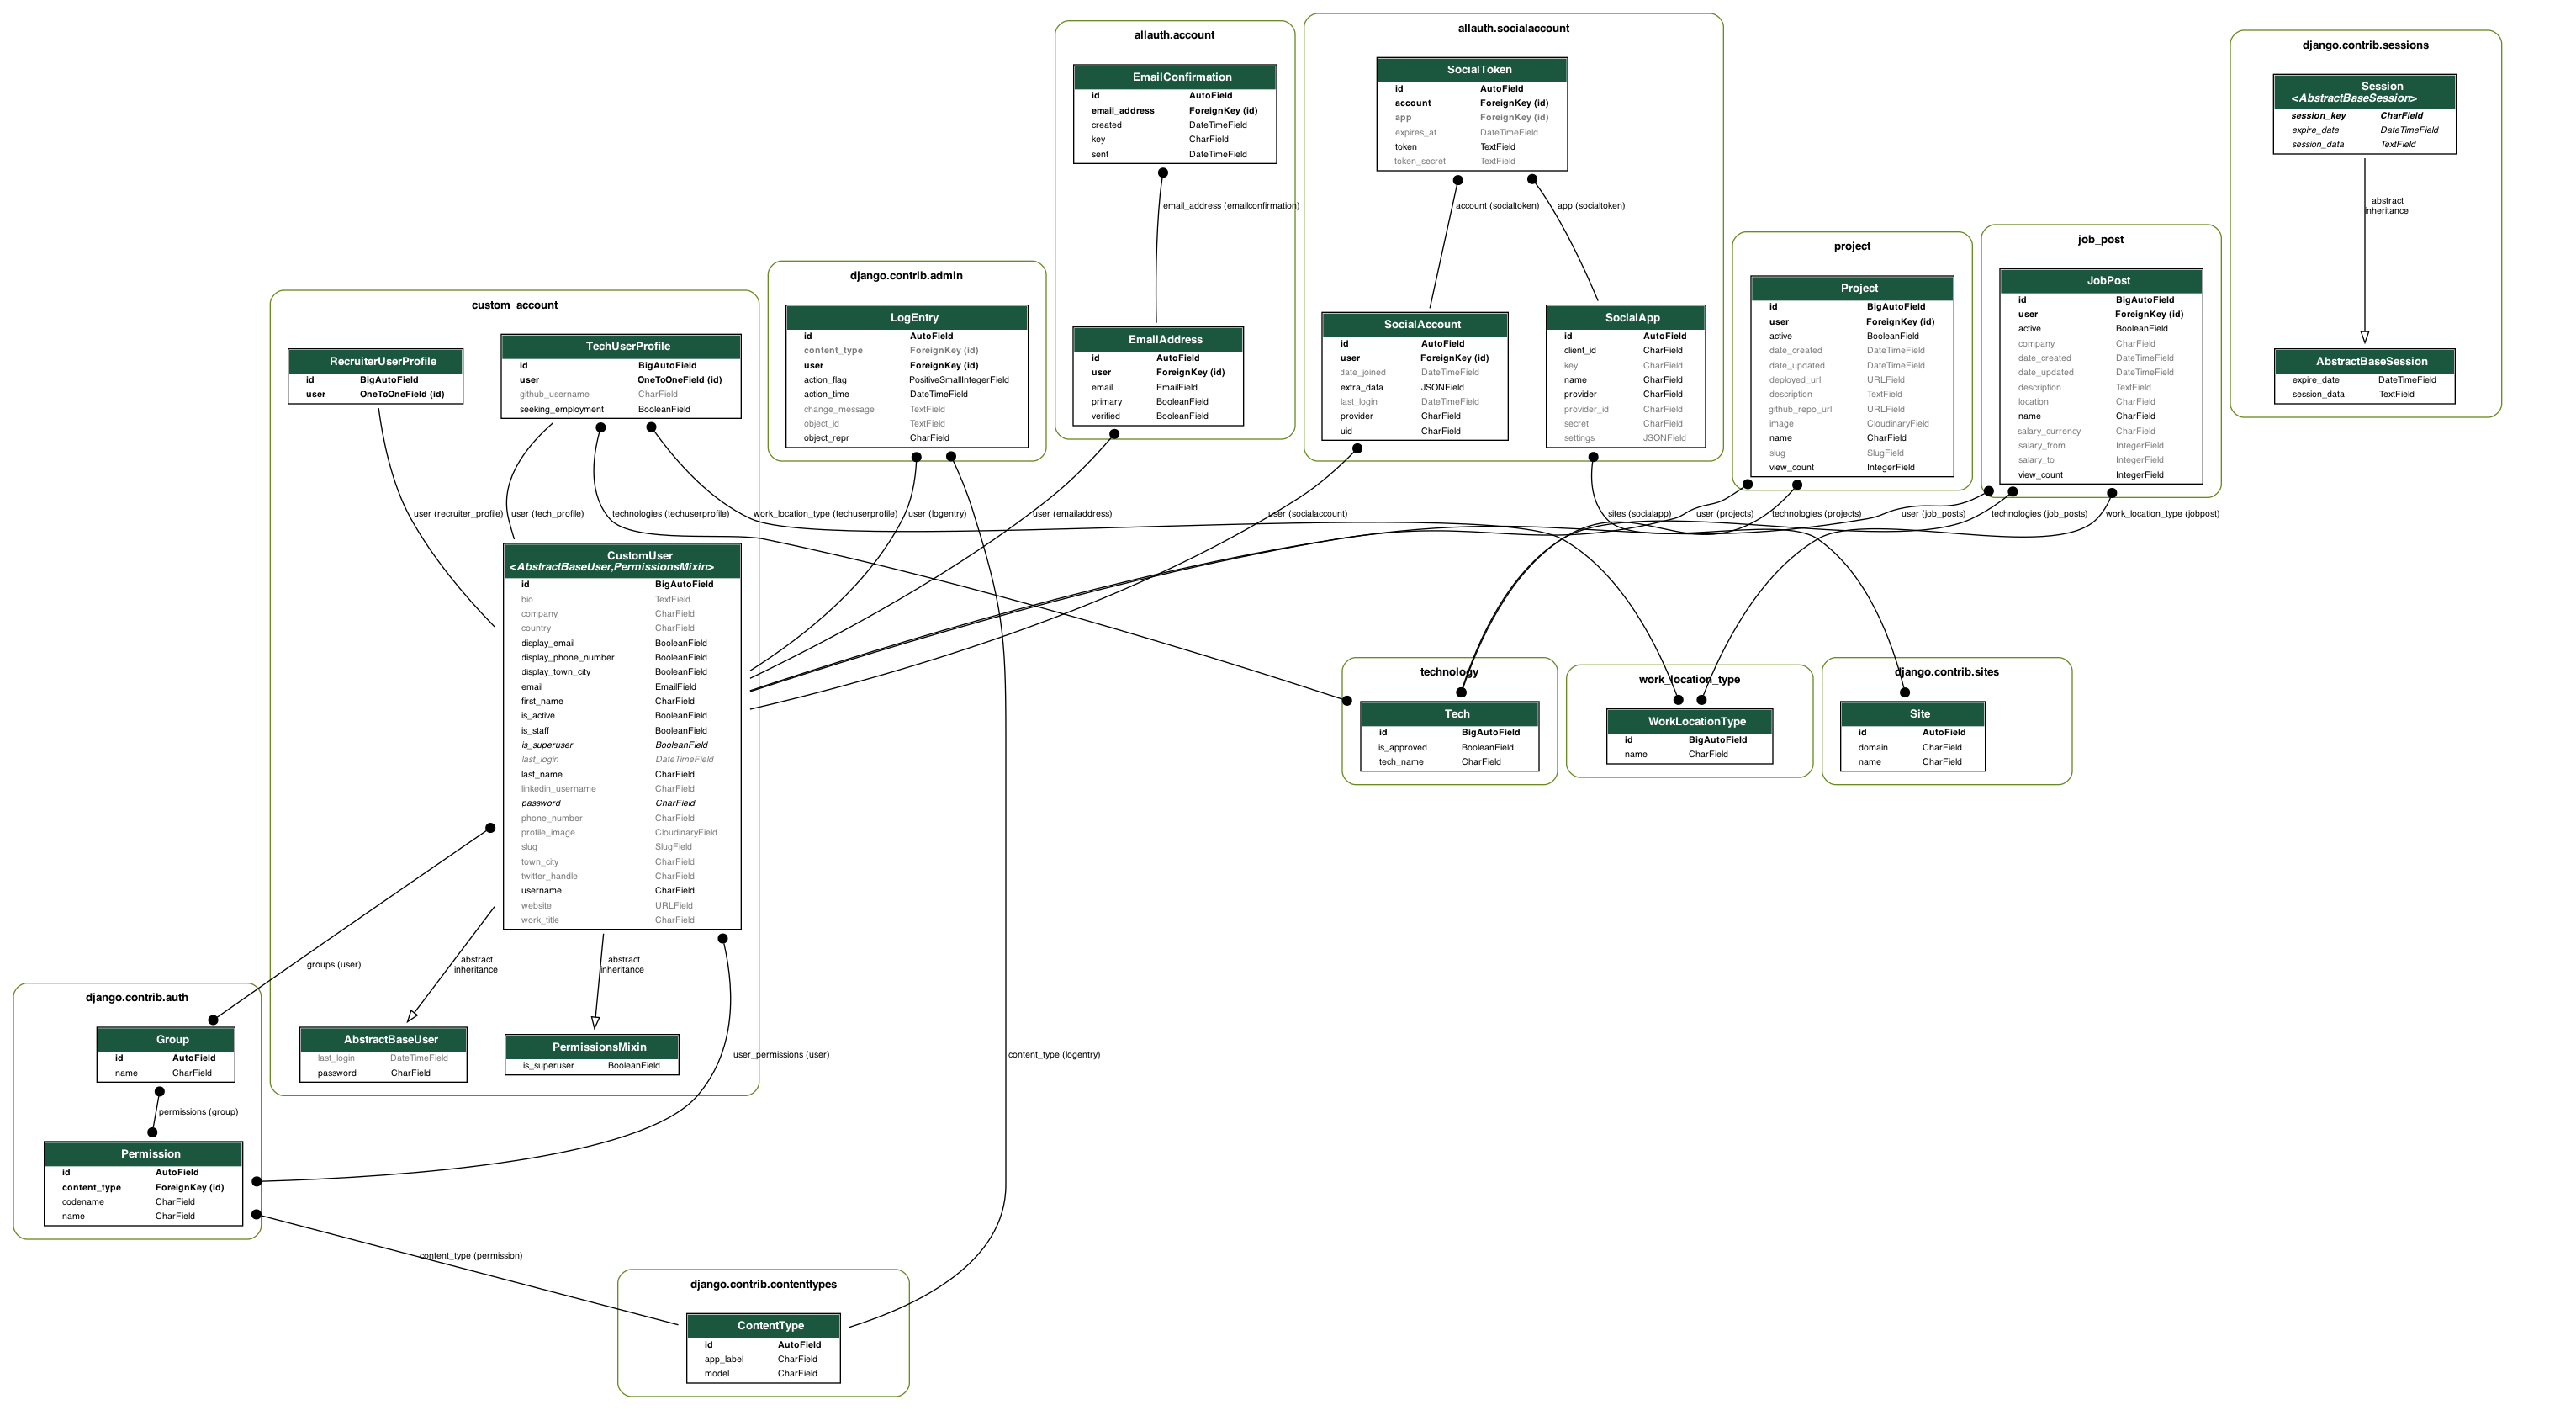 allauth.account
EmailConfirmation
id AutoField
email_address ForeignKey (id)
created DateTimeField
key CharField
sent DateTimeField
email_address (emailconfirmation)
EmailAddress
id AutoField
user ForeignKey (id)
email EmailField
primary BooleanField
verified BooleanField
allauth.socialaccount
SocialToken
id AutoField
account ForeignKey (id)
app ForeignKey (id)
expires_at DateTimeField
token TextField
token_secret TextField
account (socialtoken)
app (socialtoken)
SocialAccount
id AutoField
user ForeignKey (id)
date_joined DateTimeField
extra_data JSONField
last_login DateTimeField
provider CharField
uid CharField
SocialApp
id AutoField
client_id CharField
key CharField
name CharField
provider CharField
provider_id CharField
secret CharField
settings JSONField
django.contrib.sessions
Session
<AbstractBaseSession>
session_key CharField
expire_date DateTimeField
session_data TextField
abstract
inheritance
AbstractBaseSession
expire_date DateTimeField
session_data TextField
project
Project
id BigAutoField
user ForeignKey (id)
active BooleanField
date_created DateTimeField
date_updated DateTimeField
deployed_url URLField
description TextField
github_repo_url URLField
image CloudinaryField
name CharField
slug SlugField
view_count IntegerField
job_post
JobPost
id BigAutoField
user ForeignKey (id)
active BooleanField
company CharField
date_created DateTimeField
date_updated DateTimeField
description TextField
location CharField
name CharField
salary_currency CharField
salary_from IntegerField
salary_to IntegerField
view_count IntegerField
django.contrib.admin
LogEntry
id AutoField
content_type ForeignKey (id)
user ForeignKey (id)
action_flag PositiveSmallIntegerField
action_time DateTimeField
change_message TextField
object_id TextField
object_repr CharField
custom_account
RecruiterUserProfile
id BigAutoField
user OneToOneField (id)
TechUserProfile
id BigAutoField
user OneToOneField (id)
github_username CharField
seeking_employment BooleanField
user (recruiter_profile)
user (tech_profile)
technologies (techuserprofile)
work_location_type (techuserprofile)
user (logentry)
user (emailaddress)
user (socialaccount)
sites (socialapp)
user (projects)
technologies (projects)
user (job_posts)
technologies (job_posts)
work_location_type (jobpost)
CustomUser
<AbstractBaseUser,PermissionsMixin>
id BigAutoField
bio TextField
company CharField
country CharField
display_email BooleanField
display_phone_number BooleanField
display_town_city BooleanField
email EmailField
first_name CharField
is_active BooleanField
is_staff BooleanField
is_superuser BooleanField
last_login DateTimeField
last_name CharField
linkedin_username CharField
password CharField
phone_number CharField
profile_image CloudinaryField
slug SlugField
town_city CharField
twitter_handle CharField
username CharField
website URLField
work_title CharField
technology
Tech
id BigAutoField
is_approved BooleanField
tech_name CharField
work_location_type
WorkLocationType
id BigAutoField
name CharField
django.contrib.sites
Site
id AutoField
domain CharField
name CharField
groups (user)
abstract
inheritance
abstract
inheritance
AbstractBaseUser
last_login DateTimeField
password CharField
PermissionsMixin
is_superuser BooleanField
user_permissions (user)
content_type (logentry)
django.contrib.auth
Group
id AutoField
name CharField
permissions (group)
Permission
id AutoField
content_type ForeignKey (id)
codename CharField
name CharField
content_type (permission)
django.contrib.contenttypes
ContentType
id AutoField
app_label CharField
model CharField